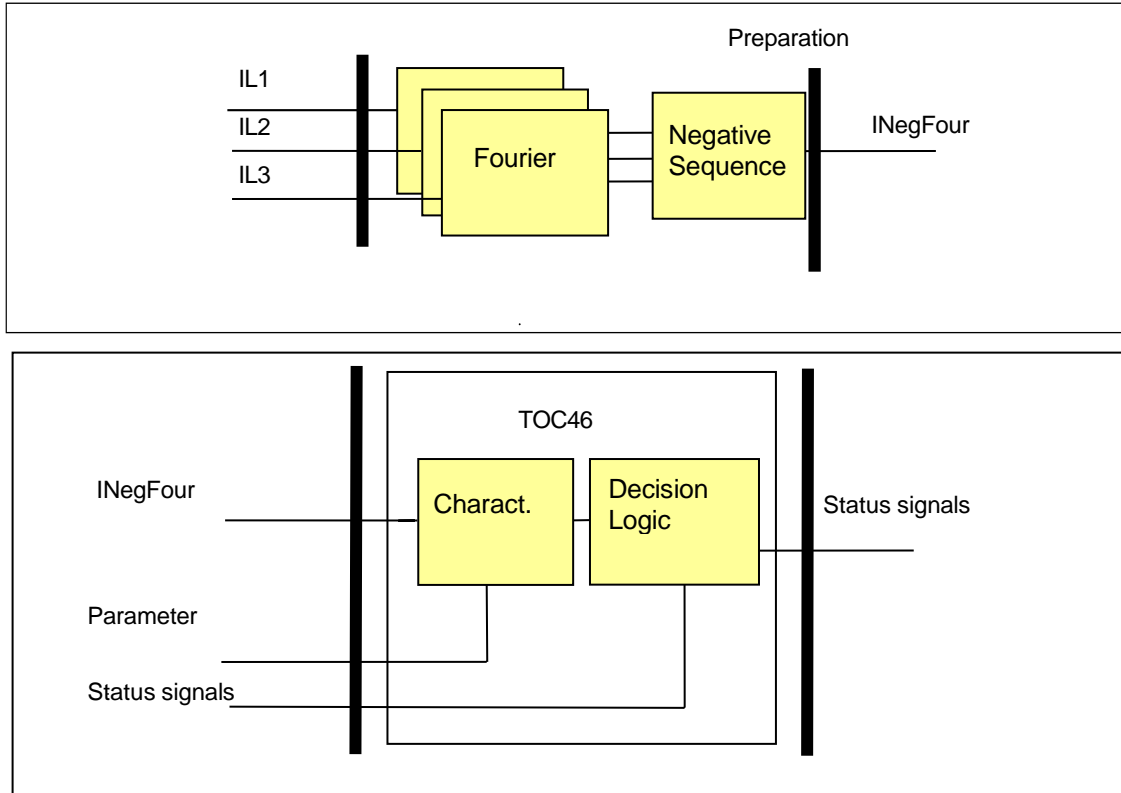 Preparation
IL1
IL2
IL3
Fourier
Negative
Sequence
INegFour
.
TOC46
INegFour
Charact.
Decision
Logic
Status signals
Parameter
Status signals